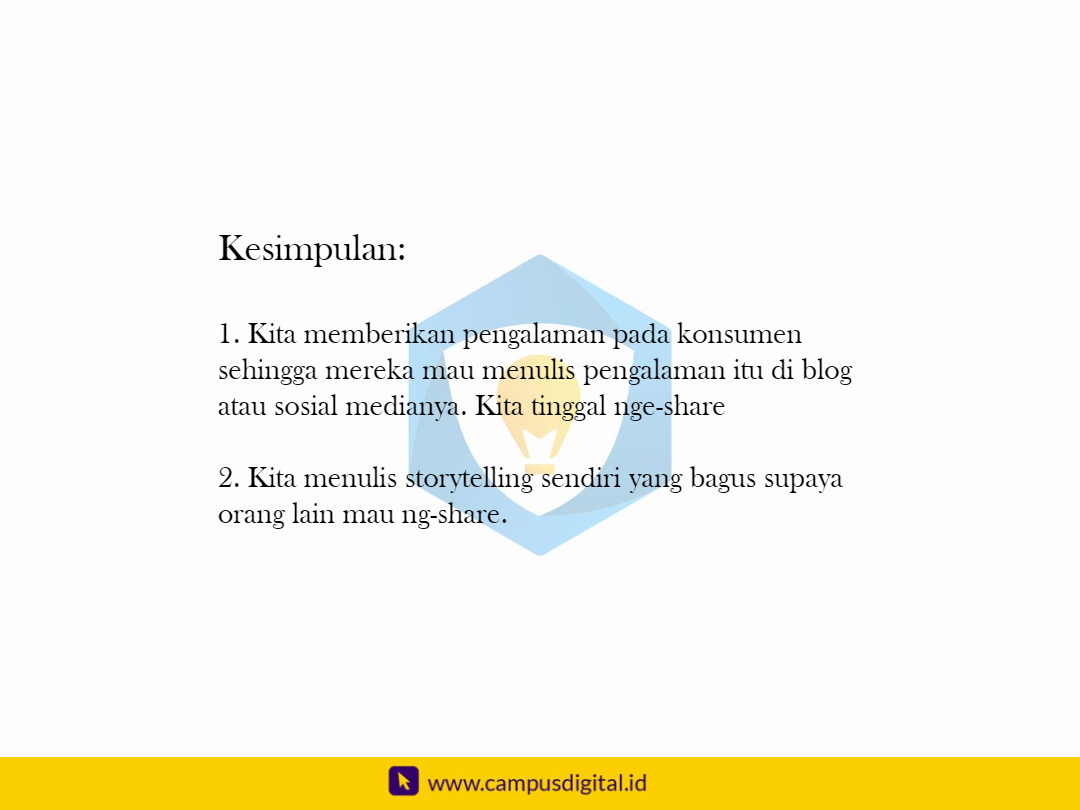 Kesimpulan:
1. Kita memberikan pengalaman pada konsumen
sehingga mereka mau menulis pengalaman itu di blog
atau sosial medianya. Kita tinggal nge-share
2. Kita menulis storytelling sendiri yang bagus supaya
orang lain mau ng-share.
www.campusdigital.id